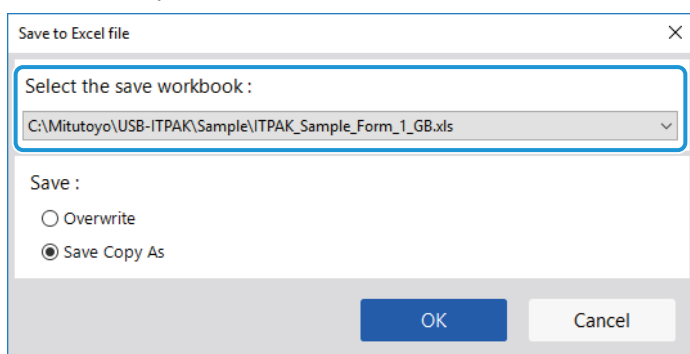 Save to Excel file
Select the save workbook :
C:\Mitutoyo\USB-ITPAK\Sample\ITPAK_Sample_Form_1_GB.xls
Save :
Overwrite
Save Copy As
OK Cancel